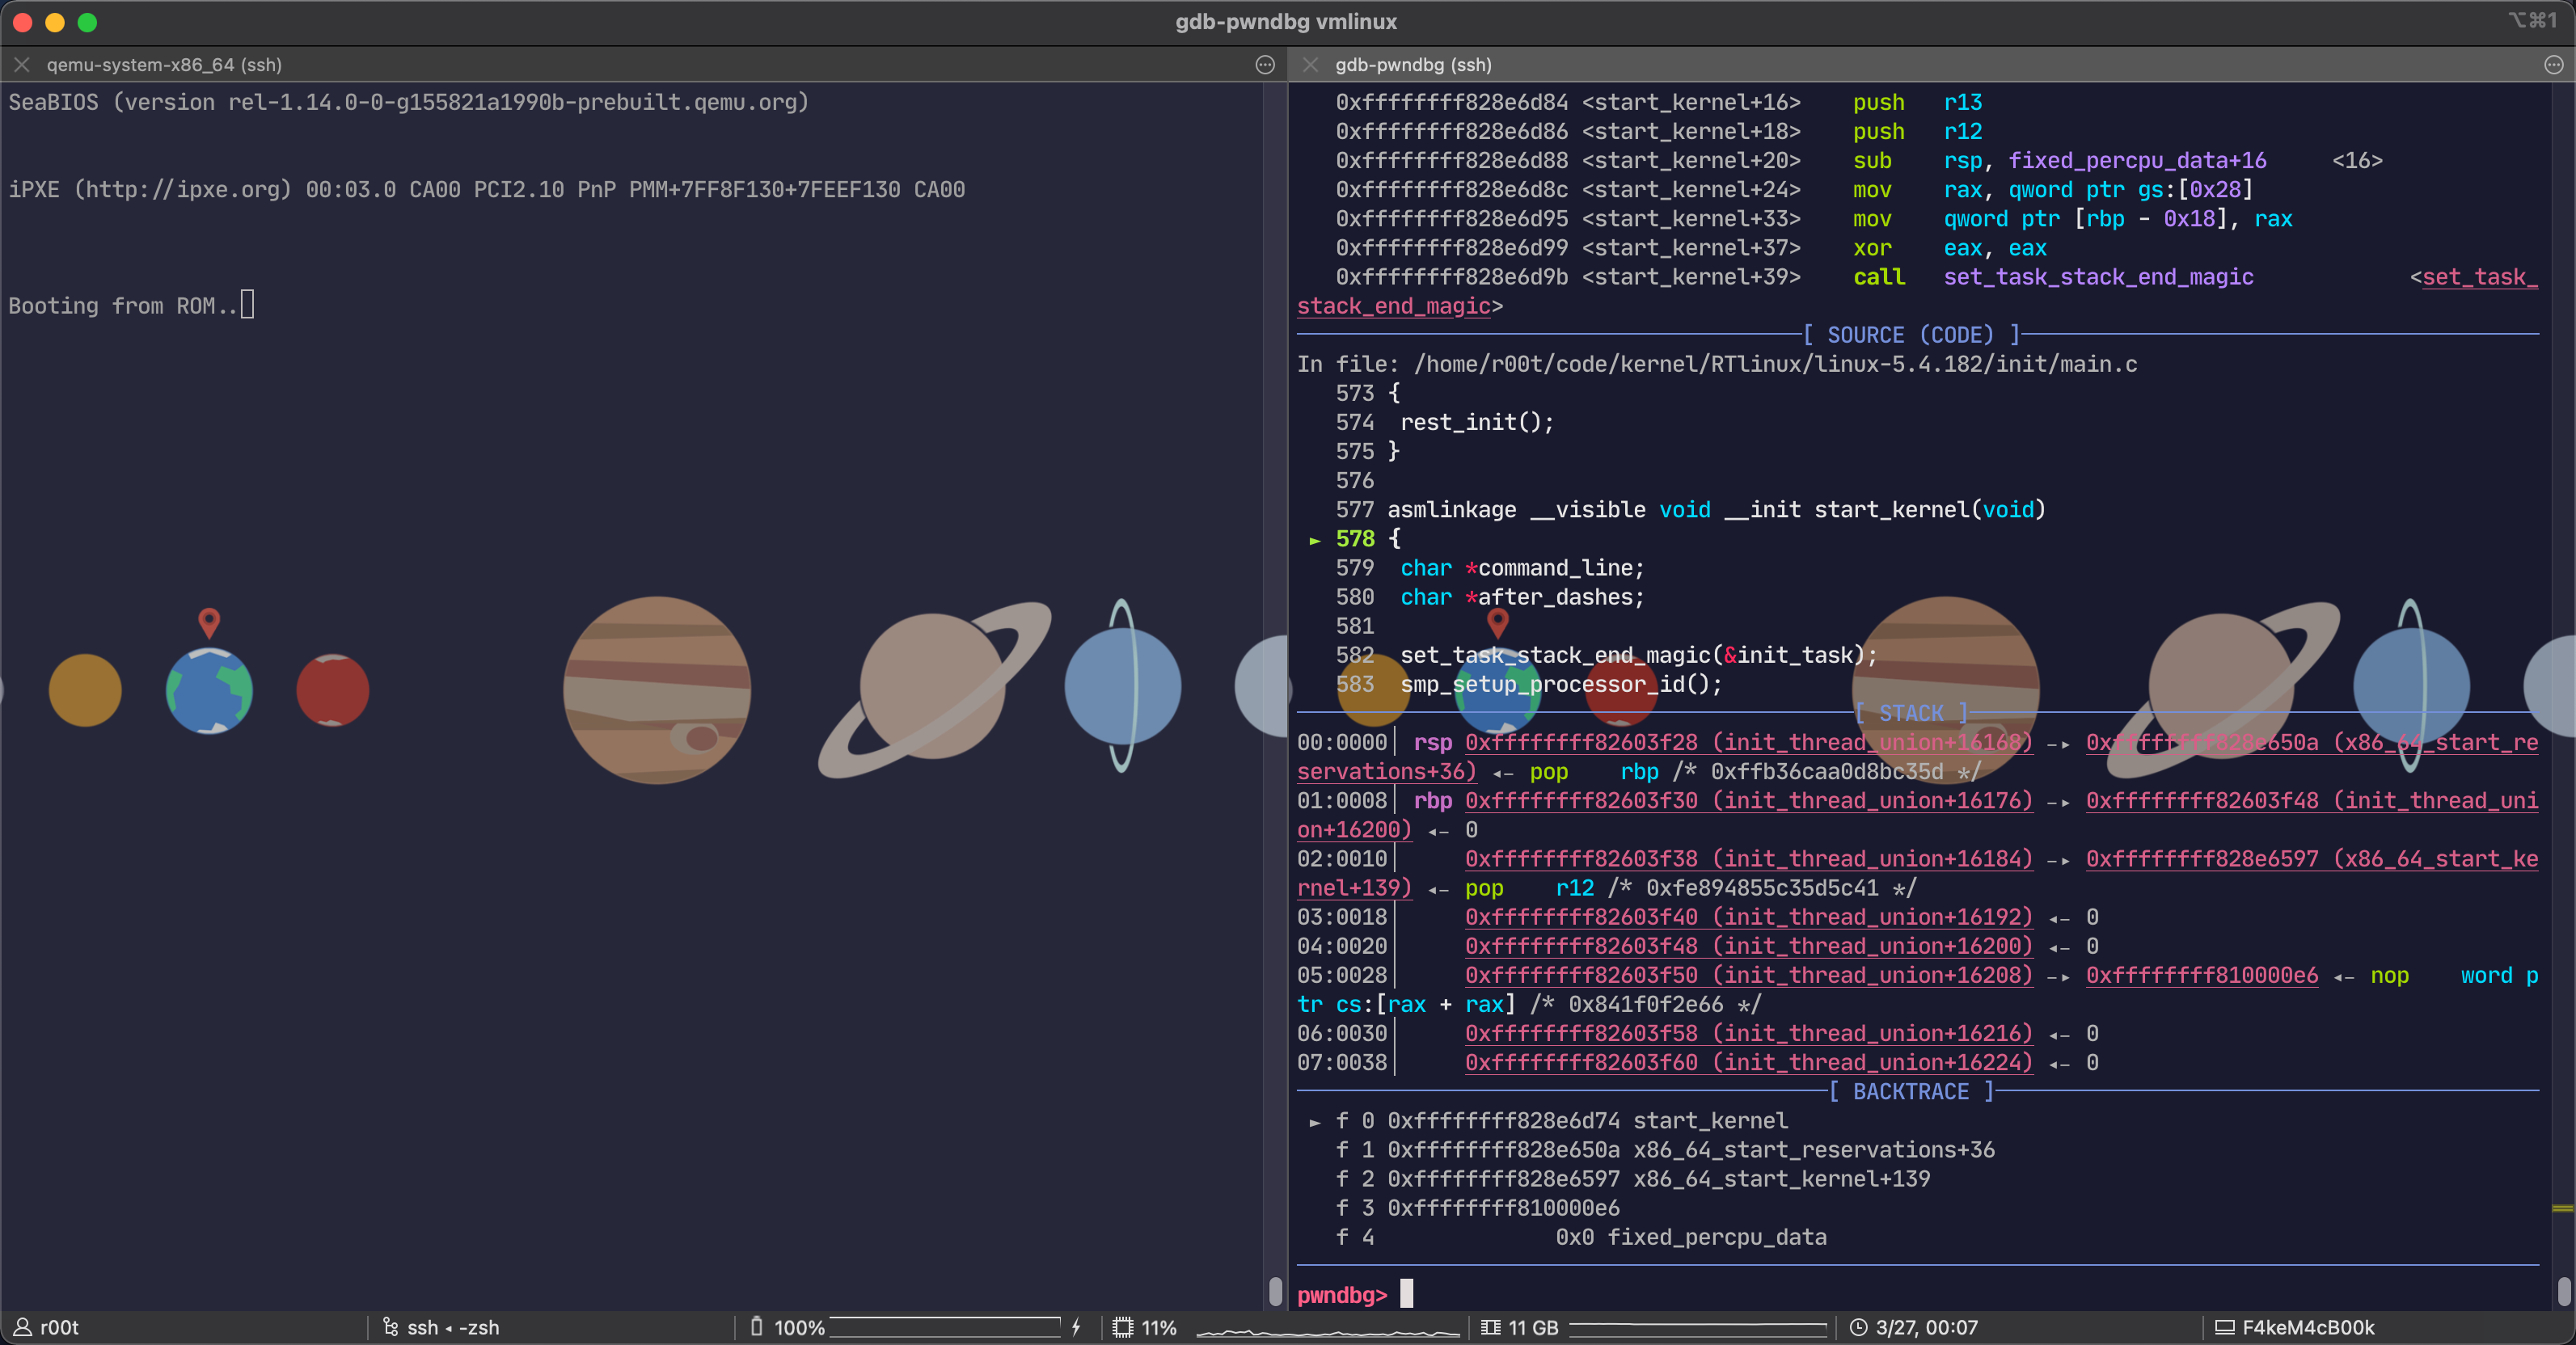 gdb-pwndbg vmlinux
⌥⌘1
qemu-system-x86_64 (ssh)
SeaBIOS (version rel-1.14.0-0-g155821a1990b-prebuilt.qemu.org)
iPXE (http://ipxe.org) 00:03.0 CA00 PCI2.10 PnP PMM+7FF8F130+7FEEF130 CA00
Booting from ROM..
gdb-pwndbg (ssh)
0xffffffff828e6d84 <start_kernel+16> push r13
0xffffffff828e6d86 <start_kernel+18> push r12
0xffffffff828e6d88 <start_kernel+20> sub rsp, fixed_percpu_data+16 <16>
0xffffffff828e6d8c <start_kernel+24> mov rax, qword ptr gs:[0x28]
0xffffffff828e6d95 <start_kernel+33> mov qword ptr [rbp - 0x18], rax
0xffffffff828e6d99 <start_kernel+37> xor eax, eax
0xffffffff828e6d9b <start_kernel+39> call set_task_stack_end_magic <set_task_
stack_end_magic>
[ SOURCE (CODE) ]
In file: /home/r00t/code/kernel/RTlinux/linux-5.4.182/init/main.c
573 {
574 rest_init();
575 }
576
577 asmlinkage __visible void __init start_kernel(void)
► 578 {
579 char *command_line;
580 char *after_dashes;
581
582 set_task_stack_end_magic(&init_task);
583 smp_setup_processor_id();
[ STACK ]
00:0000│ rsp 0xffffffff82603f28 (init_thread_union+16168) —▸ 0xffffffff828e650a (x86_64_start_re
servations+36) ◂— pop rbp /* 0xffb36caa0d8bc35d */
01:0008│ rbp 0xffffffff82603f30 (init_thread_union+16176) —▸ 0xffffffff82603f48 (init_thread_uni
on+16200) ◂— 0
02:0010│ 0xffffffff82603f38 (init_thread_union+16184) —▸ 0xffffffff828e6597 (x86_64_start_ke
rnel+139) ◂— pop r12 /* 0xfe894855c35d5c41 */
03:0018│ 0xffffffff82603f40 (init_thread_union+16192) ◂— 0
04:0020│ 0xffffffff82603f48 (init_thread_union+16200) ◂— 0
05:0028│ 0xffffffff82603f50 (init_thread_union+16208) —▸ 0xffffffff810000e6 ◂— nop word p
tr cs:[rax + rax] /* 0x841f0f2e66 */
06:0030│ 0xffffffff82603f58 (init_thread_union+16216) ◂— 0
07:0038│ 0xffffffff82603f60 (init_thread_union+16224) ◂— 0
[ BACKTRACE ]
► f 0 0xffffffff828e6d74 start_kernel
f 1 0xffffffff828e650a x86_64_start_reservations+36
f 2 0xffffffff828e6597 x86_64_start_kernel+139
f 3 0xffffffff810000e6
f 4 0x0 fixed_percpu_data
pwndbg>
r00t
ssh ◂ -zsh
100%
11%
11 GB
3/27, 00:07
F4keM4cB00k